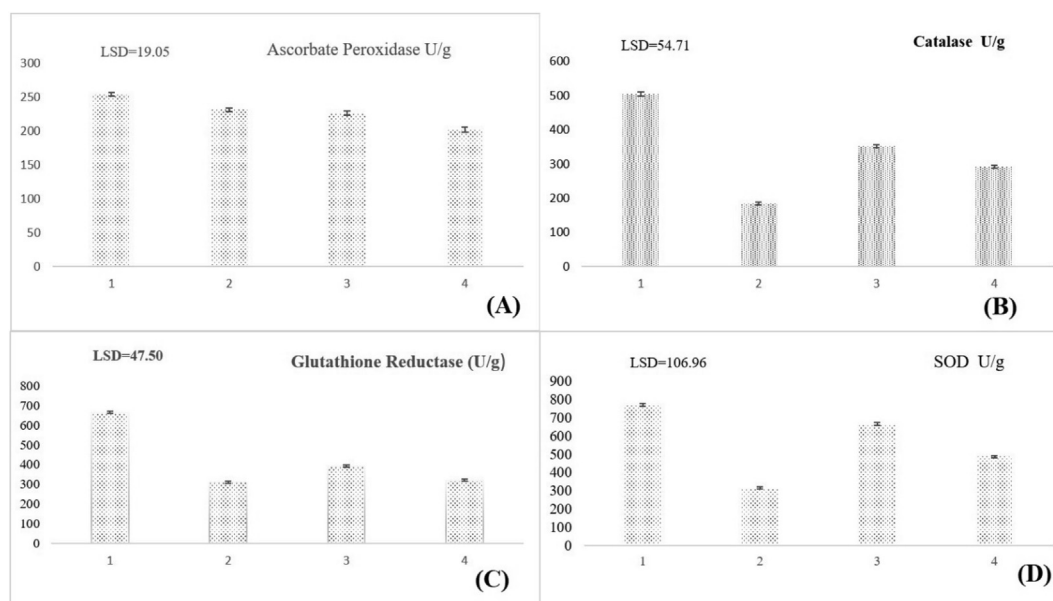 LSD=19.05
Ascorbate Peroxidase U/g
300
250
200
150
100
50
0
1 2 3 4
(A)
LSD=54.71
Catalase U/g
600
500
400
300
200
100
0
1 2 3 4
(B)
LSD=47.50
Glutathione Reductase (U/g)
800
700
600
500
400
300
200
100
0
1 2 3 4
(C)
LSD=106.96
SOD U/g
900
800
700
600
500
400
300
200
100
0
1 2 3 4
(D)